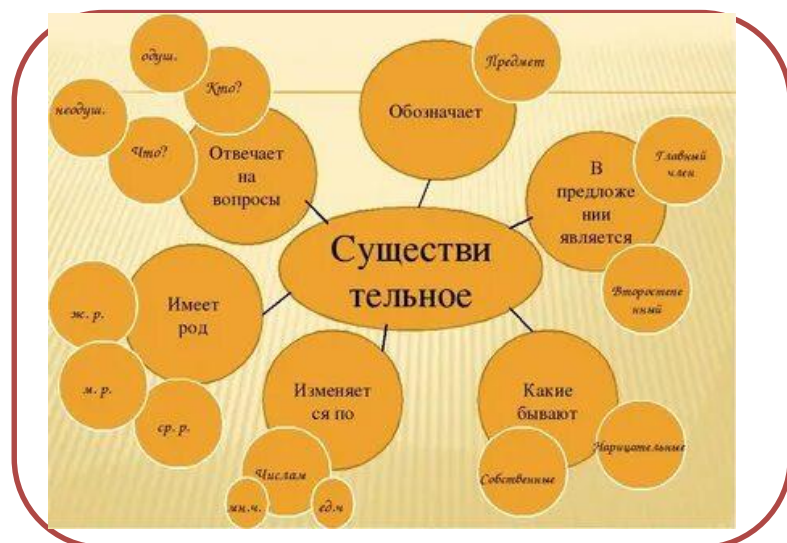 одуш.
Кто?
неодуш.
Что?
Отвечает
на
вопросы
Обозначает
Предмет
В
предложе
нии
является
Главный
член
Второстепе
нный
Существи
тельное
Имеет
род
ж. р.
м. р.
ср. р.
Изменяет
ся по
Числам
мн.ч.
ед.ч
Какие
бывают
Собственные
Нарицательные